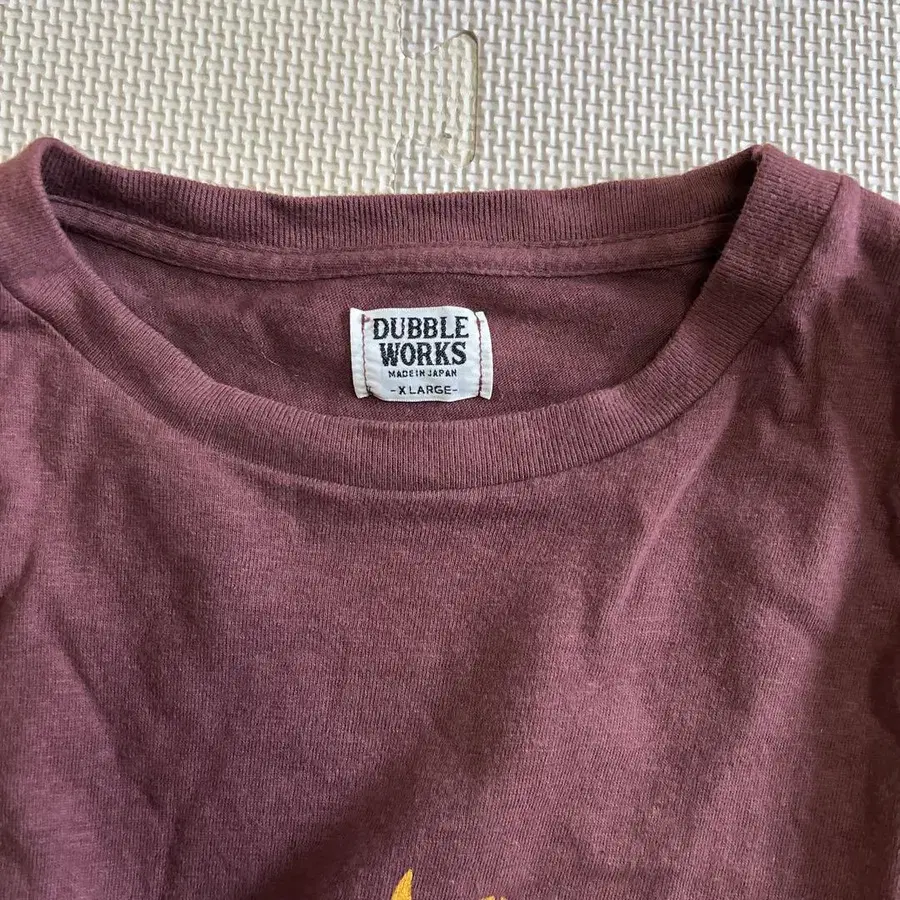 DUBBLE
WORKS
MADE IN JAPAN
-X LARGE-